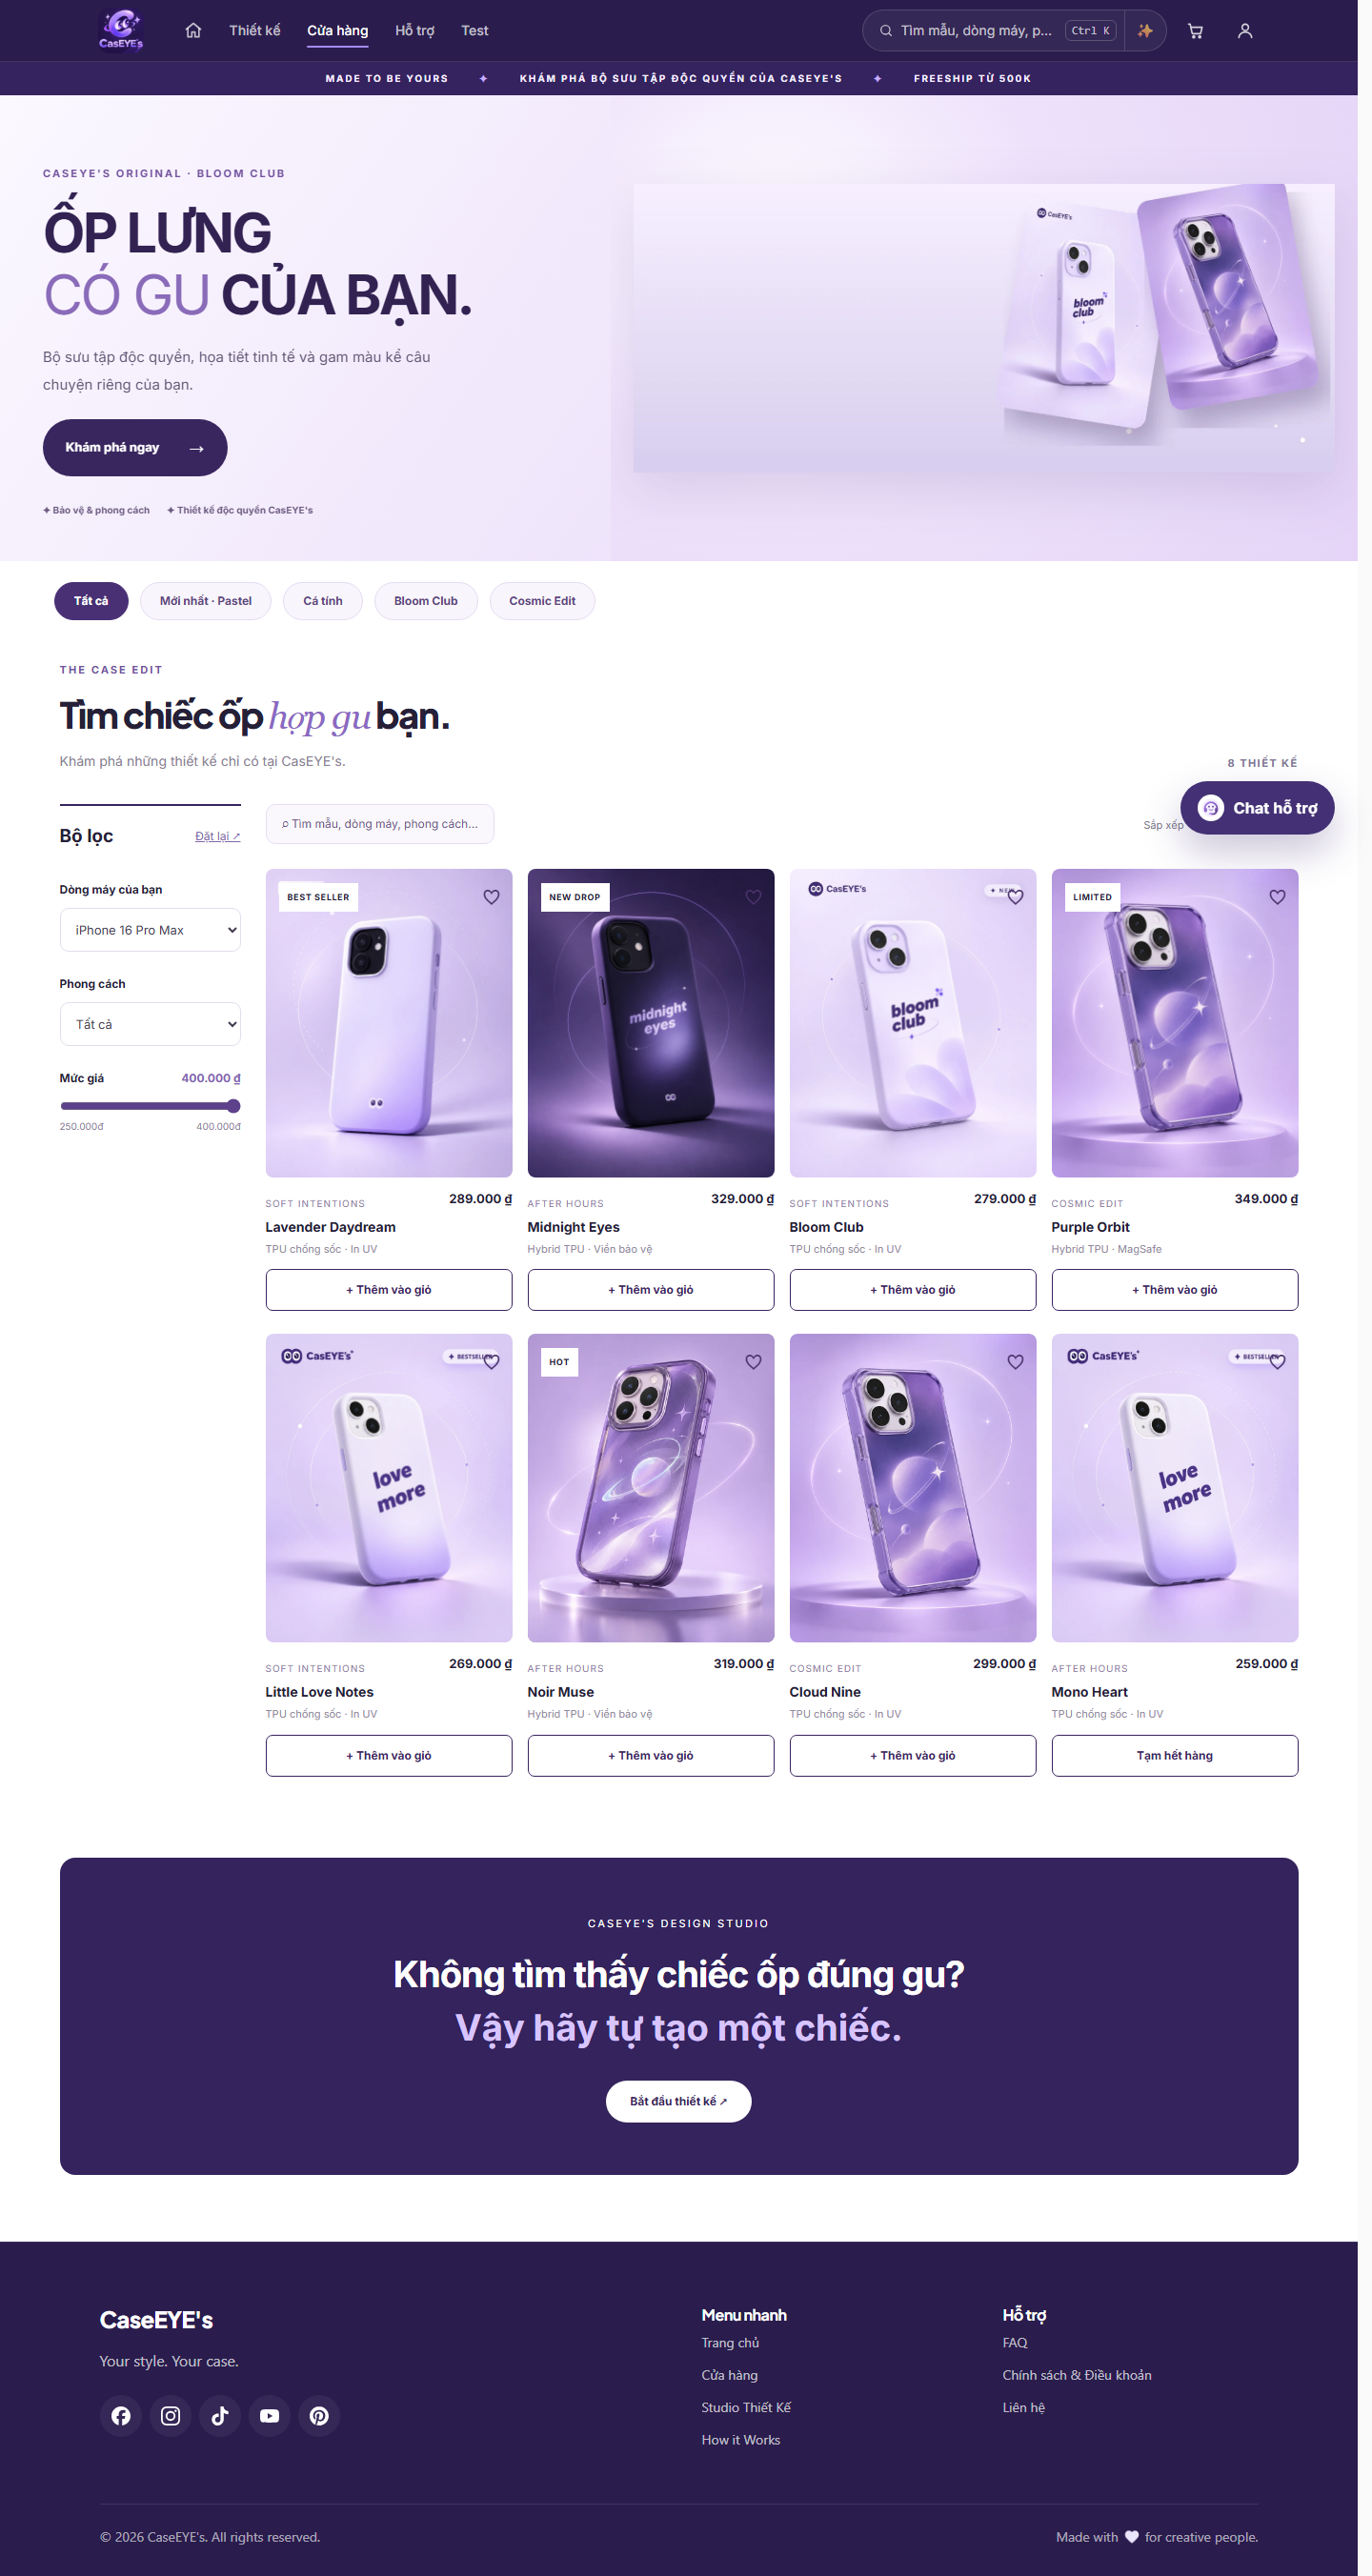 CasEYE's
Thiết kế
Cửa hàng
Hỗ trợ
Test
Tìm mẫu, dòng máy, p...
Ctrl K
MADE TO BE YOURS ✦ KHÁM PHÁ BỘ SƯU TẬP ĐỘC QUYỀN CỦA CASEYE'S ✦ FREESHIP TỪ 500K
CASEYE'S ORIGINAL · BLOOM CLUB
ỐP LƯNG
CÓ GU CỦA BẠN.
Bộ sưu tập độc quyền, họa tiết tinh tế và gam màu kể câu
chuyện riêng của bạn.
Khám phá ngay →
✦ Bảo vệ & phong cách ✦ Thiết kế độc quyền CasEYE's
CasEYE's
bloom
club
Tất cả
Mới nhất · Pastel
Cá tính
Bloom Club
Cosmic Edit
THE CASE EDIT
Tìm chiếc ốp hợp gu bạn.
Khám phá những thiết kế chỉ có tại CasEYE's.
8 THIẾT KẾ
Chat hỗ trợ
Bộ lọc
Đặt lại ↗
⌕ Tìm mẫu, dòng máy, phong cách...
Sắp xếp
Dòng máy của bạn
iPhone 16 Pro Max
Phong cách
Tất cả
Mức giá 400.000 ₫
250.000đ 400.000đ
BEST SELLER
NEW DROP
midnight
eyes
CasEYE's
✦ NEW
bloom
club
LIMITED
SOFT INTENTIONS 289.000 ₫
Lavender Daydream
TPU chống sốc · In UV
+ Thêm vào giỏ
AFTER HOURS 329.000 ₫
Midnight Eyes
Hybrid TPU · Viền bảo vệ
+ Thêm vào giỏ
SOFT INTENTIONS 279.000 ₫
Bloom Club
TPU chống sốc · In UV
+ Thêm vào giỏ
COSMIC EDIT 349.000 ₫
Purple Orbit
Hybrid TPU · MagSafe
+ Thêm vào giỏ
CasEYE's
✦ BESTSELLER
love
more
HOT
CasEYE's
✦ BESTSELLER
love
more
SOFT INTENTIONS 269.000 ₫
Little Love Notes
TPU chống sốc · In UV
+ Thêm vào giỏ
AFTER HOURS 319.000 ₫
Noir Muse
Hybrid TPU · Viền bảo vệ
+ Thêm vào giỏ
COSMIC EDIT 299.000 ₫
Cloud Nine
TPU chống sốc · In UV
+ Thêm vào giỏ
AFTER HOURS 259.000 ₫
Mono Heart
TPU chống sốc · In UV
Tạm hết hàng
CASEYE'S DESIGN STUDIO
Không tìm thấy chiếc ốp đúng gu?
Vậy hãy tự tạo một chiếc.
Bắt đầu thiết kế ↗
CaseEYE's
Your style. Your case.
Menu nhanh
Trang chủ
Cửa hàng
Studio Thiết Kế
How it Works
Hỗ trợ
FAQ
Chính sách & Điều khoản
Liên hệ
© 2026 CaseEYE's. All rights reserved.
Made with 🤍 for creative people.